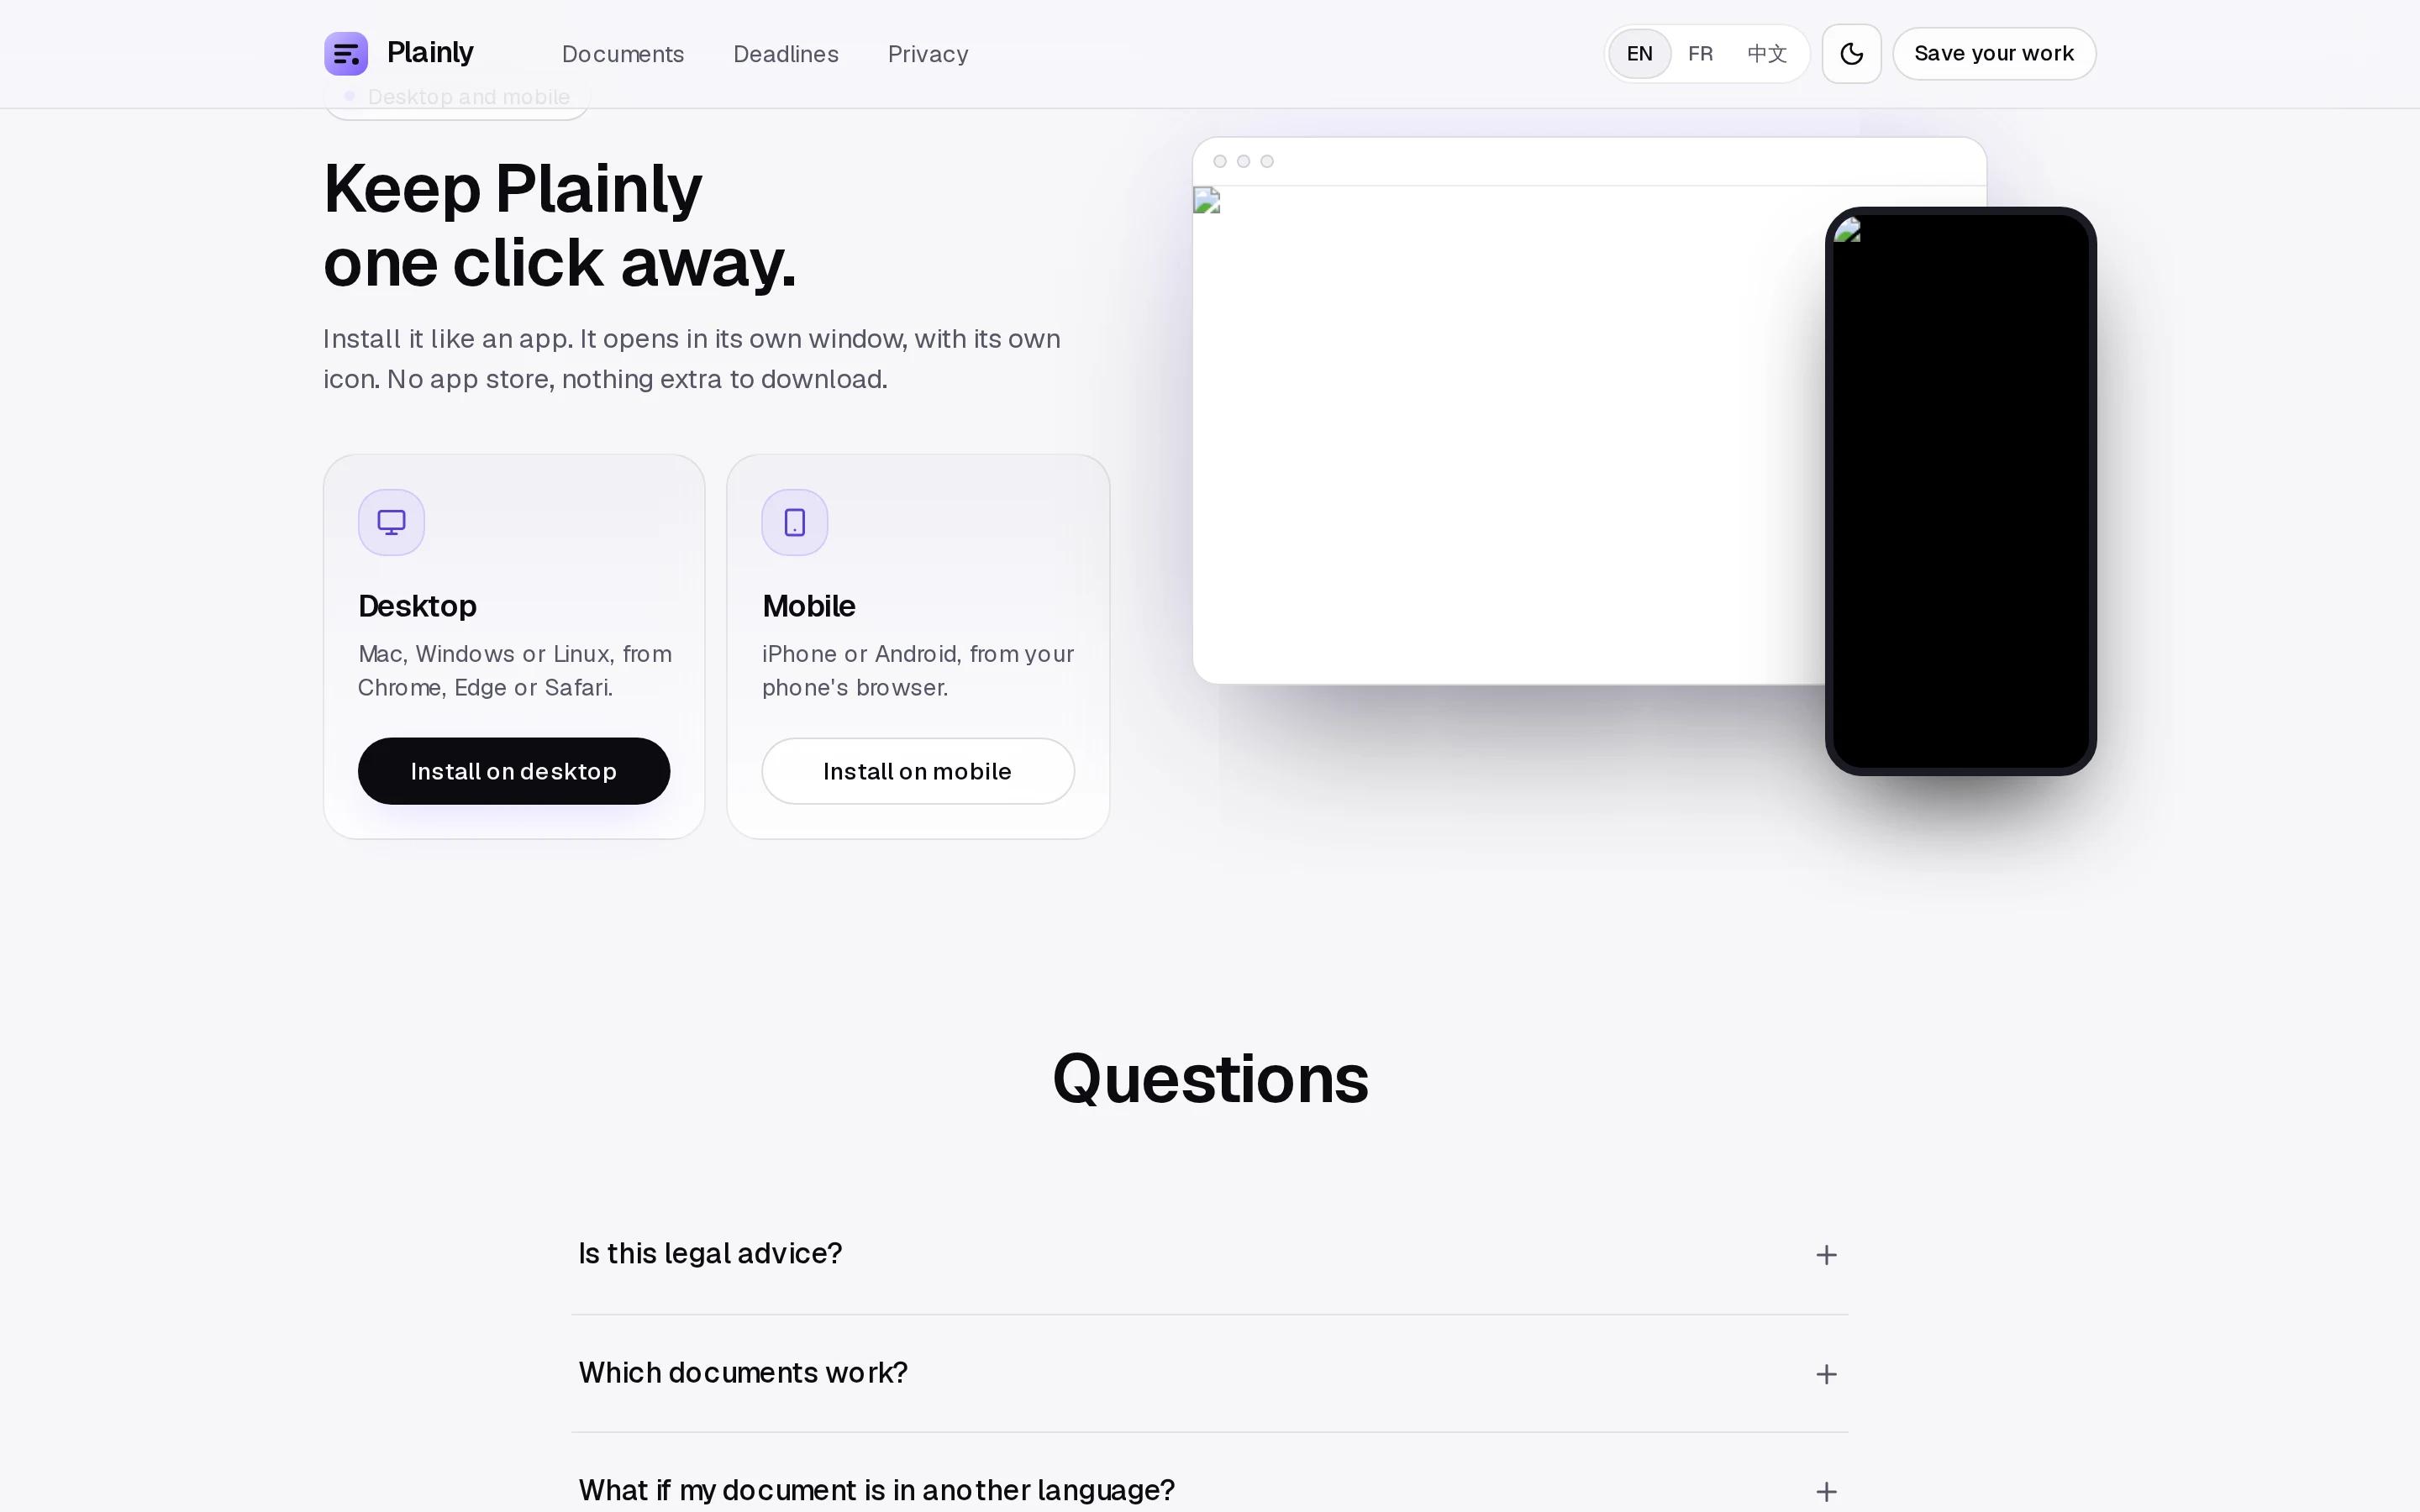 Plainly
Documents
Deadlines
Privacy
EN
FR
中文
Save your work
Desktop and mobile
Keep Plainly
one click away.
Install it like an app. It opens in its own window, with its own
icon. No app store, nothing extra to download.
Desktop
Mac, Windows or Linux, from
Chrome, Edge or Safari.
Install on desktop
Mobile
iPhone or Android, from your
phone's browser.
Install on mobile
Questions
Is this legal advice?
Which documents work?
What if my document is in another language?